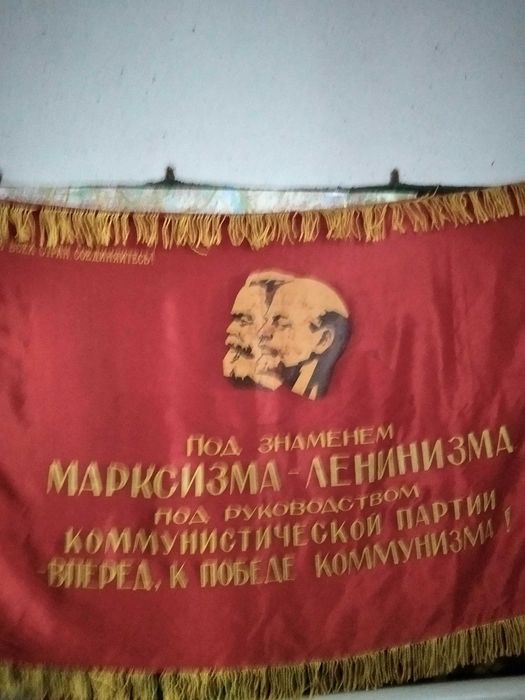 ВСЕХ СТРАН СОЕДИНЯЙТЕСЬ!
ПОД ЗНАМЕНЕМ
МАРКСИЗМА-ЛЕНИНИЗМА
ПОД РУКОВОДСТВОМ
КОММУНИСТИЧЕСКОЙ ПАРТИИ
-ВПЕРЕД, К ПОБЕДЕ КОММУНИЗМА!